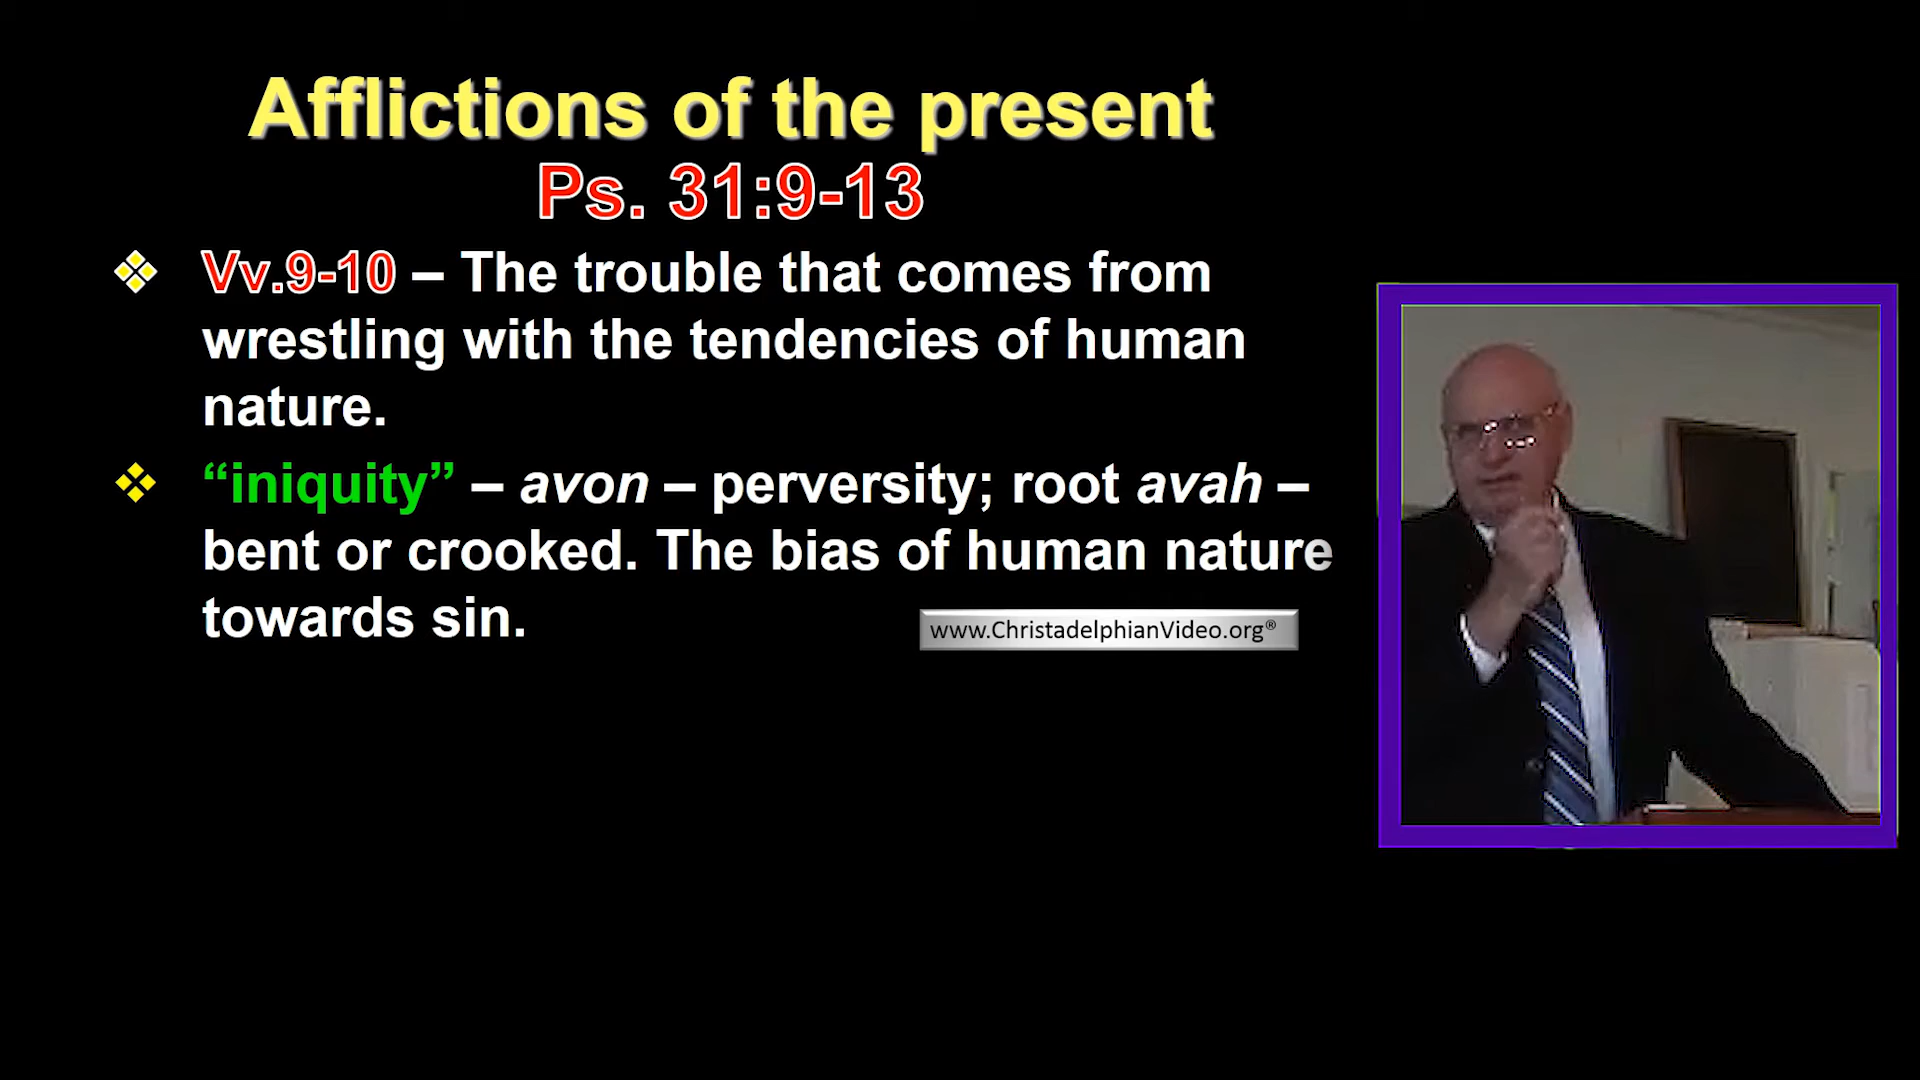 Afflictions of the present
Ps. 31:9-13
Vv.9-10 – The trouble that comes from
wrestling with the tendencies of human
nature.
“iniquity” – avon – perversity; root avah –
bent or crooked. The bias of human nature
towards sin.
www.ChristadelphianVideo.org®